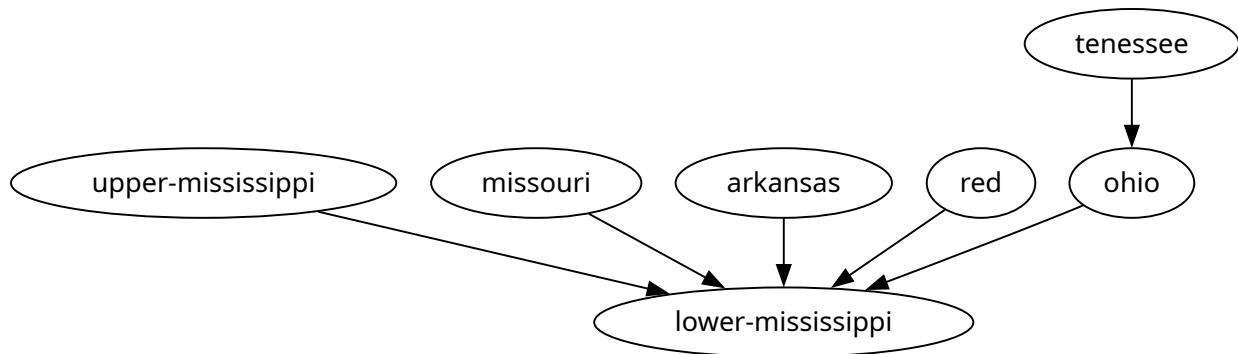 tenessee
upper-mississippi
missouri
arkansas
red
ohio
lower-mississippi